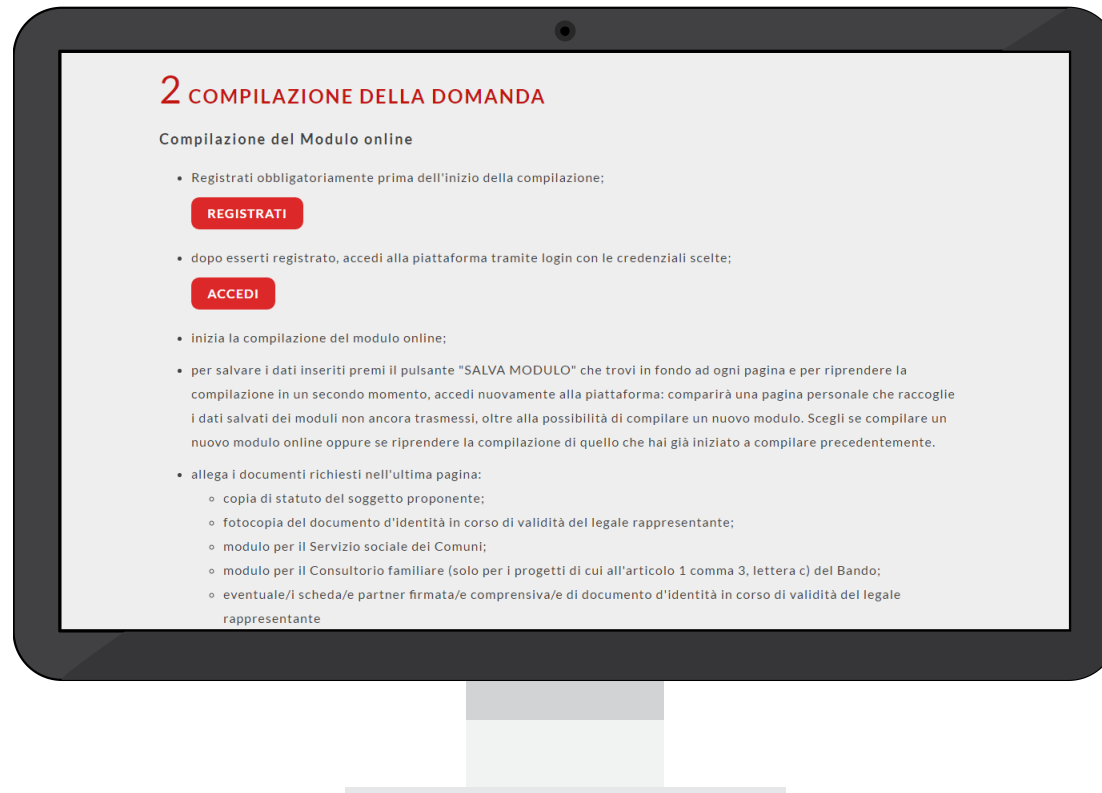 2 COMPILAZIONE DELLA DOMANDA
Compilazione del Modulo online
• Registrati obbligatoriamente prima dell'inizio della compilazione;
REGISTRATI
• dopo esserti registrato, accedi alla piattaforma tramite login con le credenziali scelte;
ACCEDI
• inizia la compilazione del modulo online;
• per salvare i dati inseriti premi il pulsante "SALVA MODULO" che trovi in fondo ad ogni pagina e per riprendere la
compilazione in un secondo momento, accedi nuovamente alla piattaforma: comparirà una pagina personale che raccoglie
i dati salvati dei moduli non ancora trasmessi, oltre alla possibilità di compilare un nuovo modulo. Scegli se compilare un
nuovo modulo online oppure se riprendere la compilazione di quello che hai già iniziato a compilare precedentemente.
• allega i documenti richiesti nell'ultima pagina:
◦ copia di statuto del soggetto proponente;
◦ fotocopia del documento d'identità in corso di validità del legale rappresentante;
◦ modulo per il Servizio sociale dei Comuni;
◦ modulo per il Consultorio familiare (solo per i progetti di cui all'articolo 1 comma 3, lettera c) del Bando;
◦ eventuale/i scheda/e partner firmata/e comprensiva/e di documento d'identità in corso di validità del legale
rappresentante